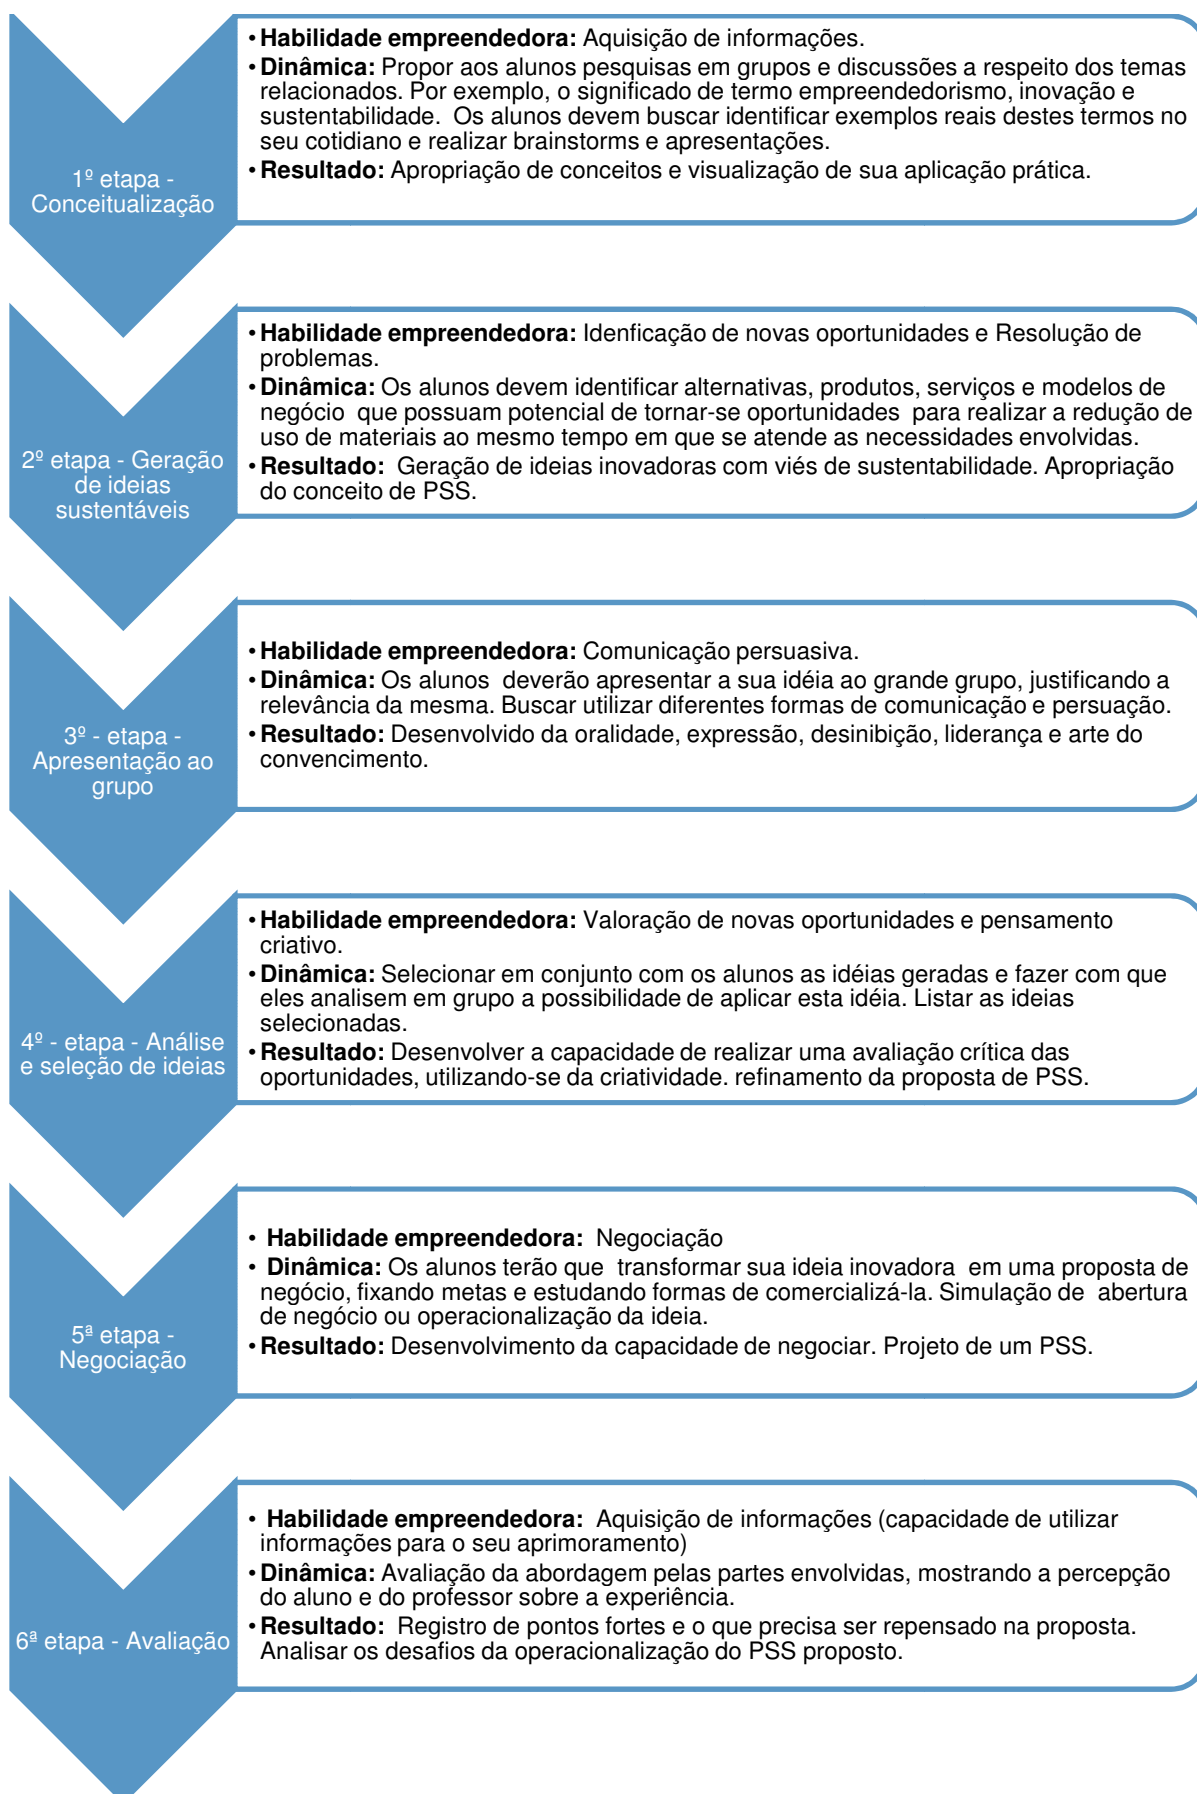 1º etapa -
Conceitualização
• Habilidade empreendedora: Aquisição de informações.
• Dinâmica: Propor aos alunos pesquisas em grupos e discussões a respeito dos temas
relacionados. Por exemplo, o significado de termo empreendedorismo, inovação e
sustentabilidade. Os alunos devem buscar identificar exemplos reais destes termos no
seu cotidiano e realizar brainstorms e apresentações.
• Resultado: Apropriação de conceitos e visualização de sua aplicação prática.
2º etapa - Geração
de ideias
sustentáveis
• Habilidade empreendedora: Idenficação de novas oportunidades e Resolução de
problemas.
• Dinâmica: Os alunos devem identificar alternativas, produtos, serviços e modelos de
negócio que possuam potencial de tornar-se oportunidades para realizar a redução de
uso de materiais ao mesmo tempo em que se atende as necessidades envolvidas.
• Resultado: Geração de ideias inovadoras com viés de sustentabilidade. Apropriação
do conceito de PSS.
3º - etapa -
Apresentação ao
grupo
• Habilidade empreendedora: Comunicação persuasiva.
• Dinâmica: Os alunos deverão apresentar a sua idéia ao grande grupo, justificando a
relevância da mesma. Buscar utilizar diferentes formas de comunicação e persuação.
• Resultado: Desenvolvido da oralidade, expressão, desinibição, liderança e arte do
convencimento.
4º - etapa - Análise
e seleção de ideias
• Habilidade empreendedora: Valoração de novas oportunidades e pensamento
criativo.
• Dinâmica: Selecionar em conjunto com os alunos as idéias geradas e fazer com que
eles analisem em grupo a possibilidade de aplicar esta idéia. Listar as ideias
selecionadas.
• Resultado: Desenvolver a capacidade de realizar uma avaliação crítica das
oportunidades, utilizando-se da criatividade. refinamento da proposta de PSS.
5ª etapa -
Negociação
• Habilidade empreendedora: Negociação
• Dinâmica: Os alunos terão que transformar sua ideia inovadora em uma proposta de
negócio, fixando metas e estudando formas de comercializá-la. Simulação de abertura
de negócio ou operacionalização da ideia.
• Resultado: Desenvolvimento da capacidade de negociar. Projeto de um PSS.
6ª etapa - Avaliação
• Habilidade empreendedora: Aquisição de informações (capacidade de utilizar
informações para o seu aprimoramento)
• Dinâmica: Avaliação da abordagem pelas partes envolvidas, mostrando a percepção
do aluno e do professor sobre a experiência.
• Resultado: Registro de pontos fortes e o que precisa ser repensado na proposta.
Analisar os desafios da operacionalização do PSS proposto.